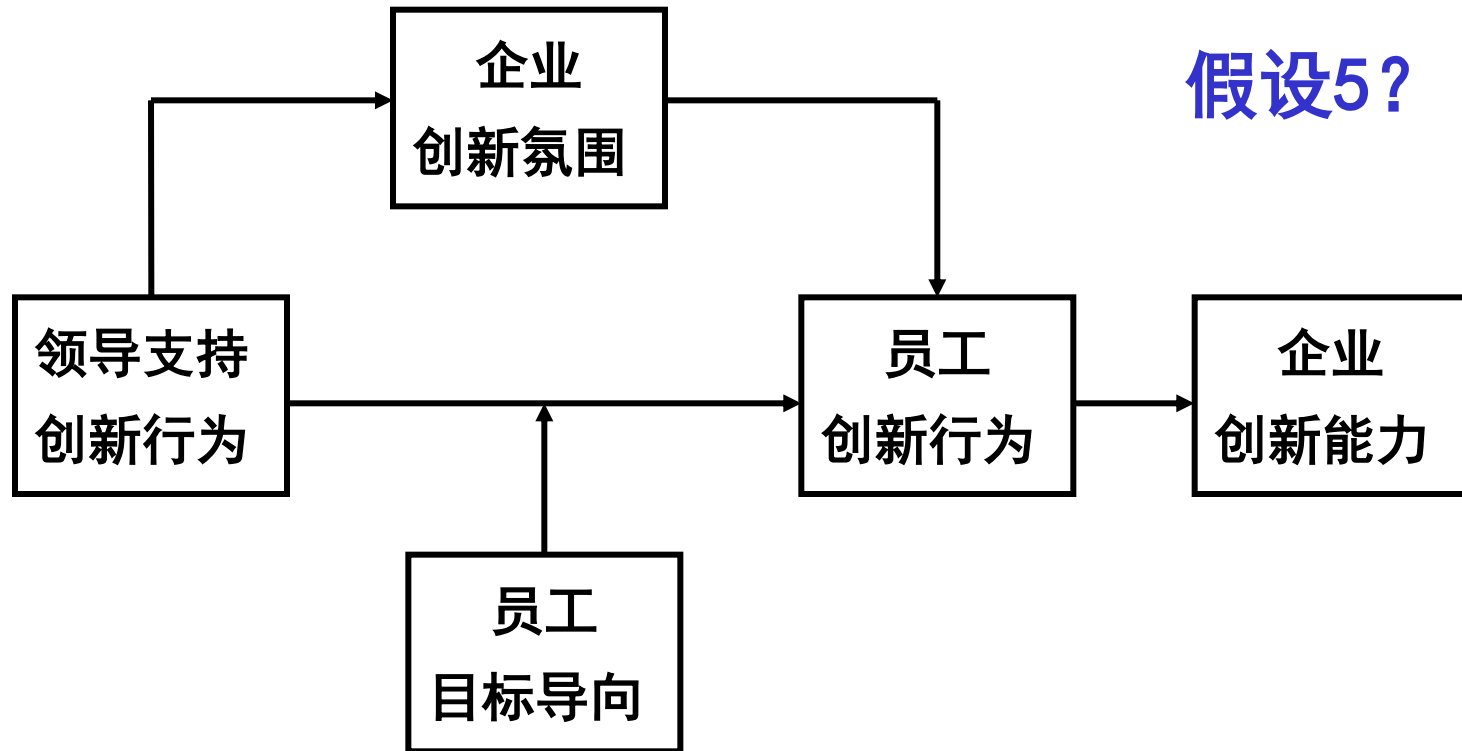 企业
创新氛围
假设5？
领导支持
创新行为
员工
创新行为
企业
创新能力
员工
目标导向